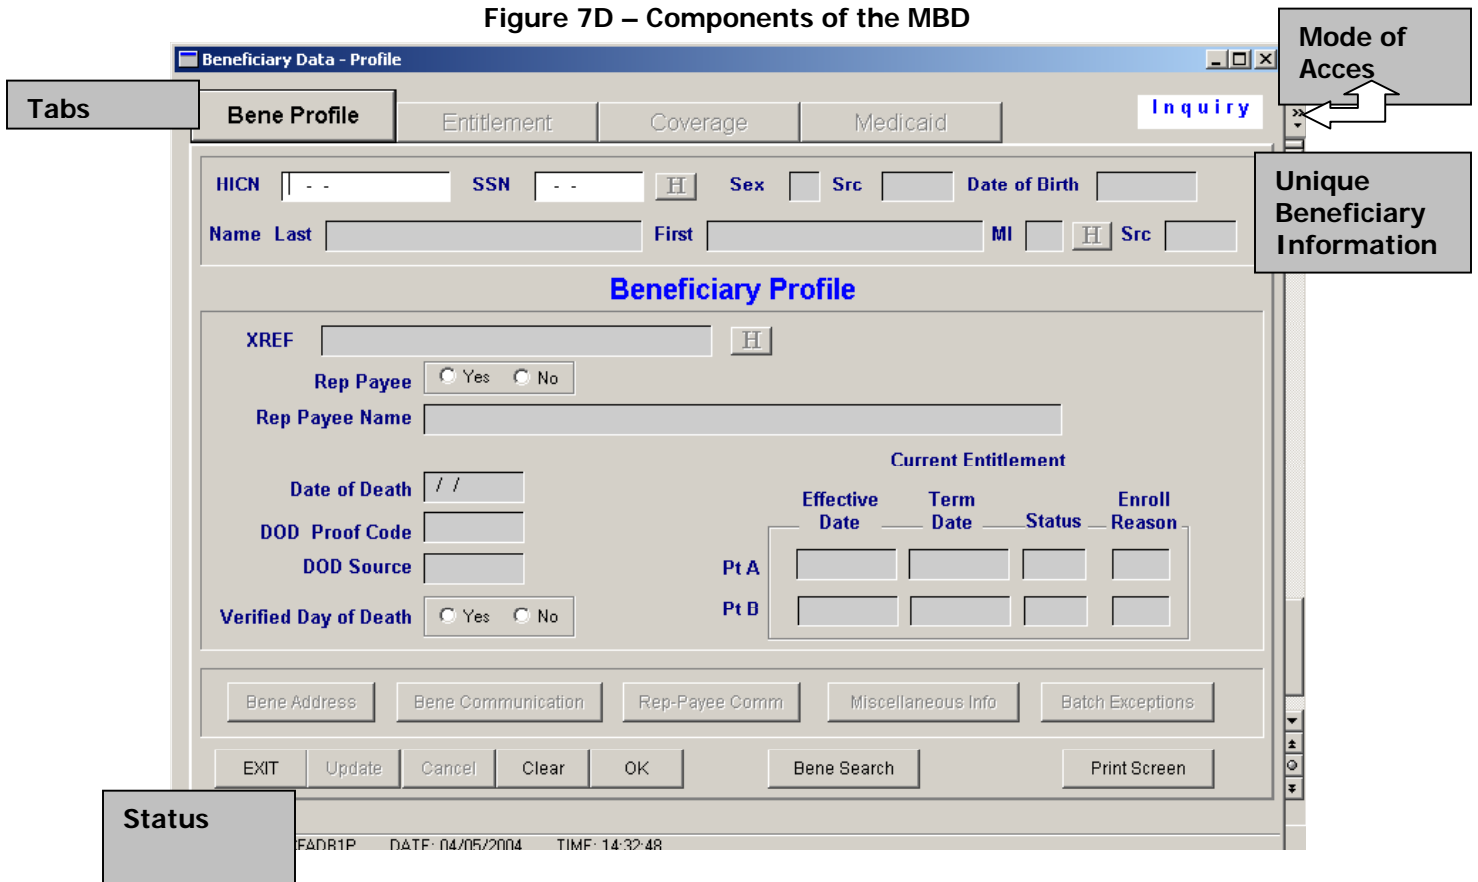 Figure 7D – Components of the MBD
Beneficiary Data - Profile
Mode of
Acces
Tabs
Bene Profile Entitlement Coverage Medicaid Inquiry
HICN - - SSN - - H Sex Src Date of Birth
Unique
Beneficiary
Information
Name Last First MI H Src
Beneficiary Profile
XREF H
Rep Payee Yes No
Rep Payee Name
Current Entitlement
Date of Death / /
Effective Date Term Date Status Enroll Reason
DOD Proof Code
DOD Source
Pt A
Verified Day of Death Yes No
Pt B
Bene Address Bene Communication Rep-Payee Comm Miscellaneous Info Batch Exceptions
EXIT Update Cancel Clear OK Bene Search Print Screen
Status
DATE: 04/05/2004 TIME: 14:32:48